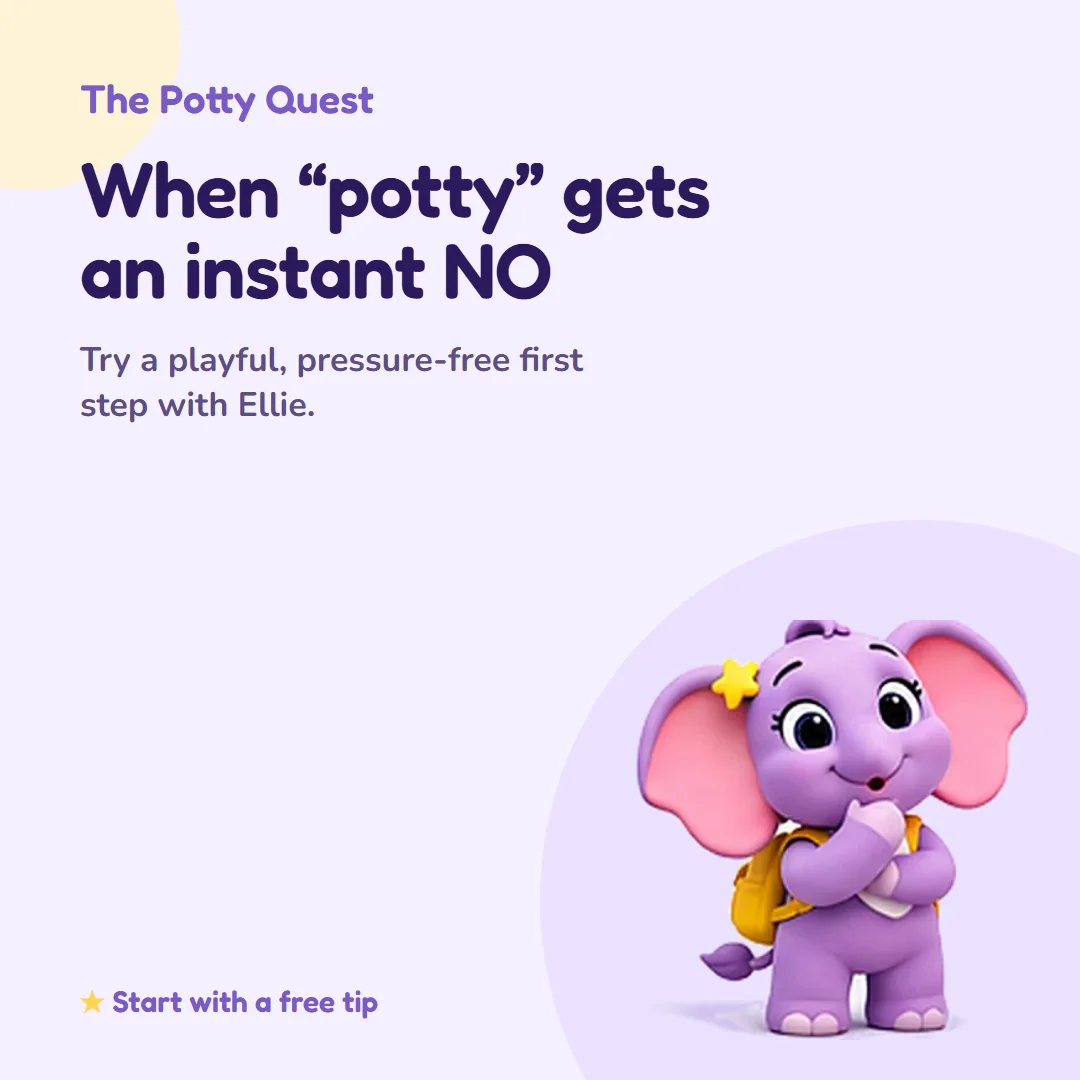 The Potty Quest
When “potty” gets
an instant NO
Try a playful, pressure-free first
step with Ellie.
Start with a free tip